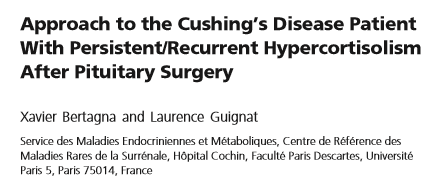 Approach to the Cushing's Disease Patient
With Persistent/Recurrent Hypercortisolism
After Pituitary Surgery
Xavier Bertagna and Laurence Guignat
Service des Maladies Endocriniennes et Métaboliques, Centre de Référence des
Maladies Rares de la Surrénale, Hôpital Cochin, Faculté Paris Descartes, Université
Paris 5, Paris 75014, France